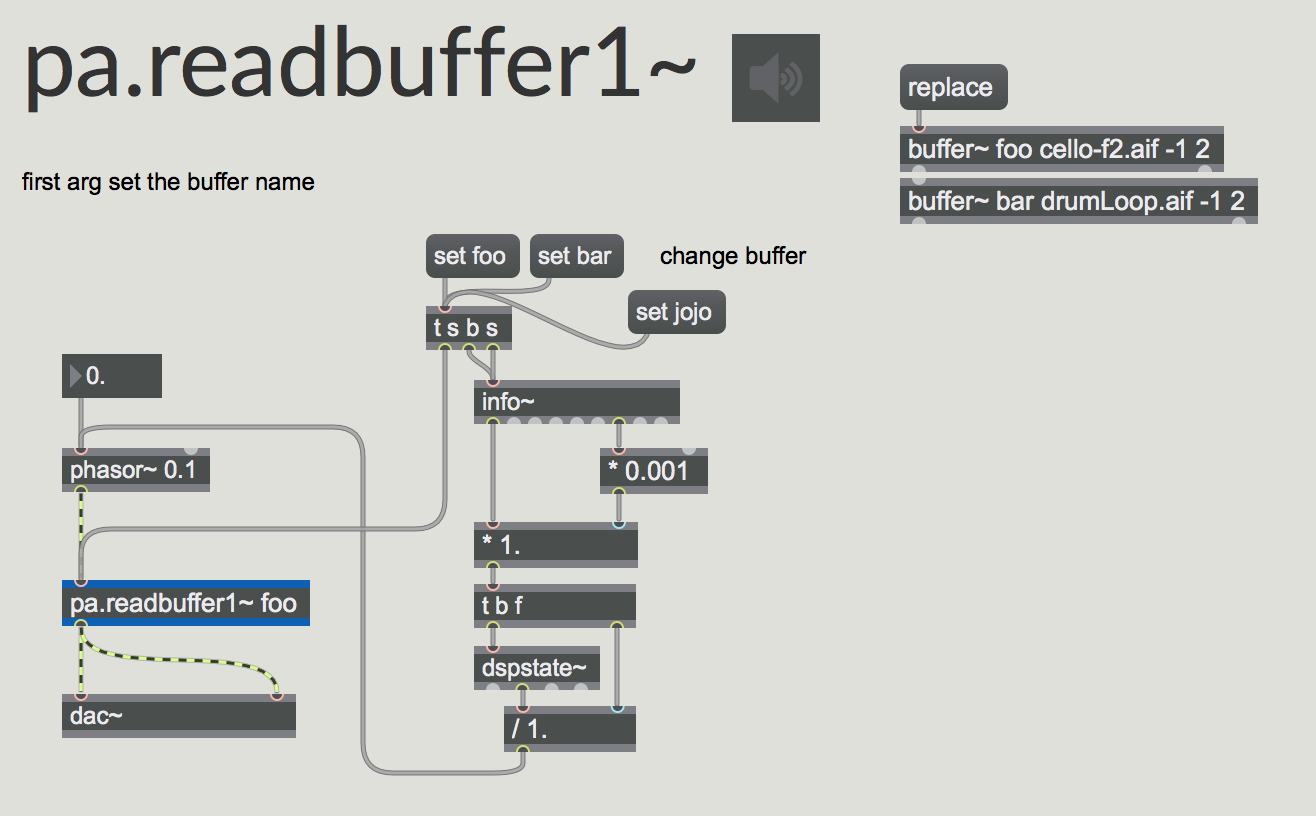 pa.readbuffer1~
replace
buffer~ foo cello-f2.aif -1 2
first arg set the buffer name
buffer~ bar drumLoop.aif -1 2
set foo
set bar
change buffer
set jojo
t s b s
0.
info~
phasor~ 0.1
* 0.001
* 1.
pa.readbuffer1~ foo
t b f
dspstate~
dac~
/ 1.